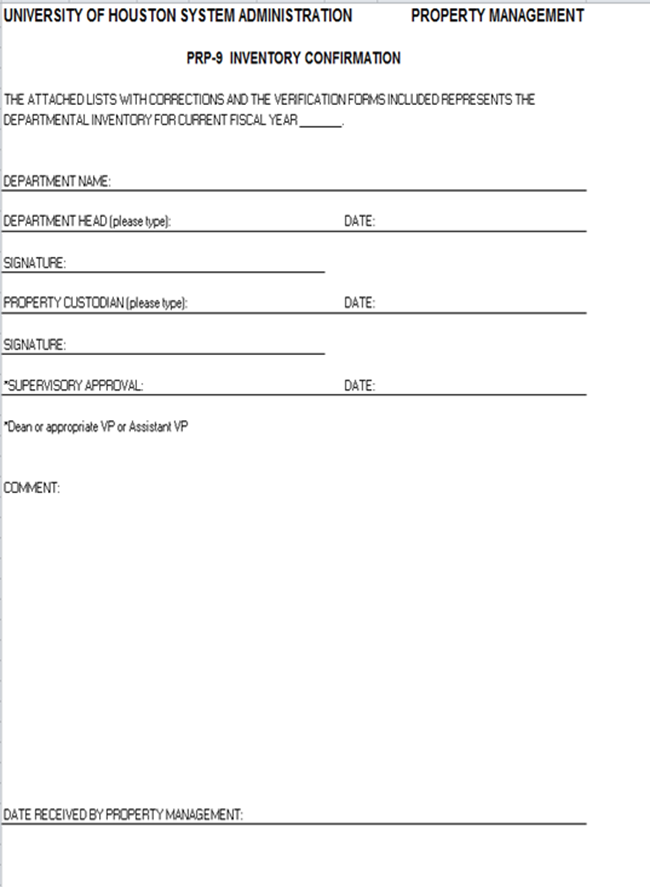 UNIVERSITY OF HOUSTON SYSTEM ADMINISTRATION PROPERTY MANAGEMENT
PRP-9 INVENTORY CONFIRMATION
THE ATTACHED LISTS WITH CORRECTIONS AND THE VERIFICATION FORMS INCLUDED REPRESENTS THE
DEPARTMENTAL INVENTORY FOR CURRENT FISCAL YEAR ______.
DEPARTMENT NAME:
DEPARTMENT HEAD (please type): DATE:
SIGNATURE:
PROPERTY CUSTODIAN (please type): DATE:
SIGNATURE:
*SUPERVISORY APPROVAL: DATE:
*Dean or appropriate VP or Assistant VP
COMMENT:
DATE RECEIVED BY PROPERTY MANAGEMENT: